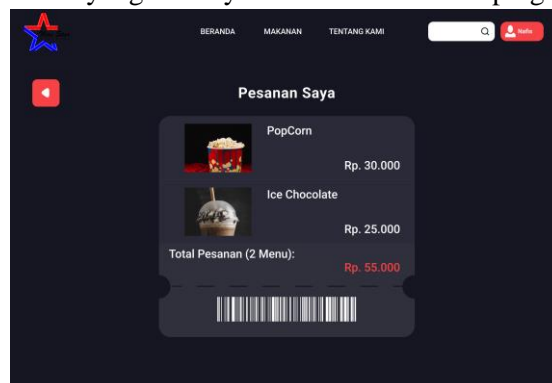 BERANDA MAKANAN TENTANG KAMI Nafis
Pesanan Saya
PopCorn
Rp. 30.000
Ice Chocolate
Rp. 25.000
Total Pesanan (2 Menu):
Rp. 55.000